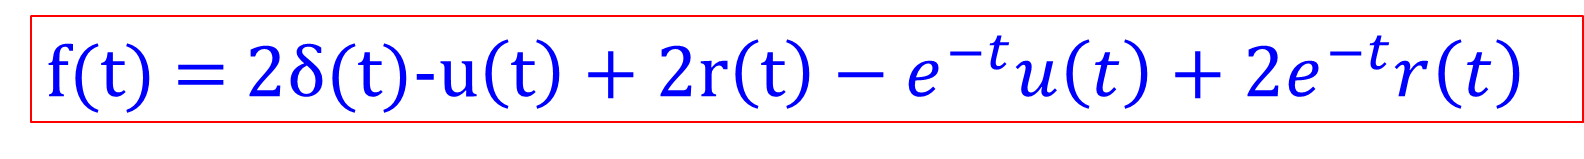 f(t) = 2δ(t)-u(t) + 2r(t) − e^{−t}u(t) + 2e^{−t}r(t)